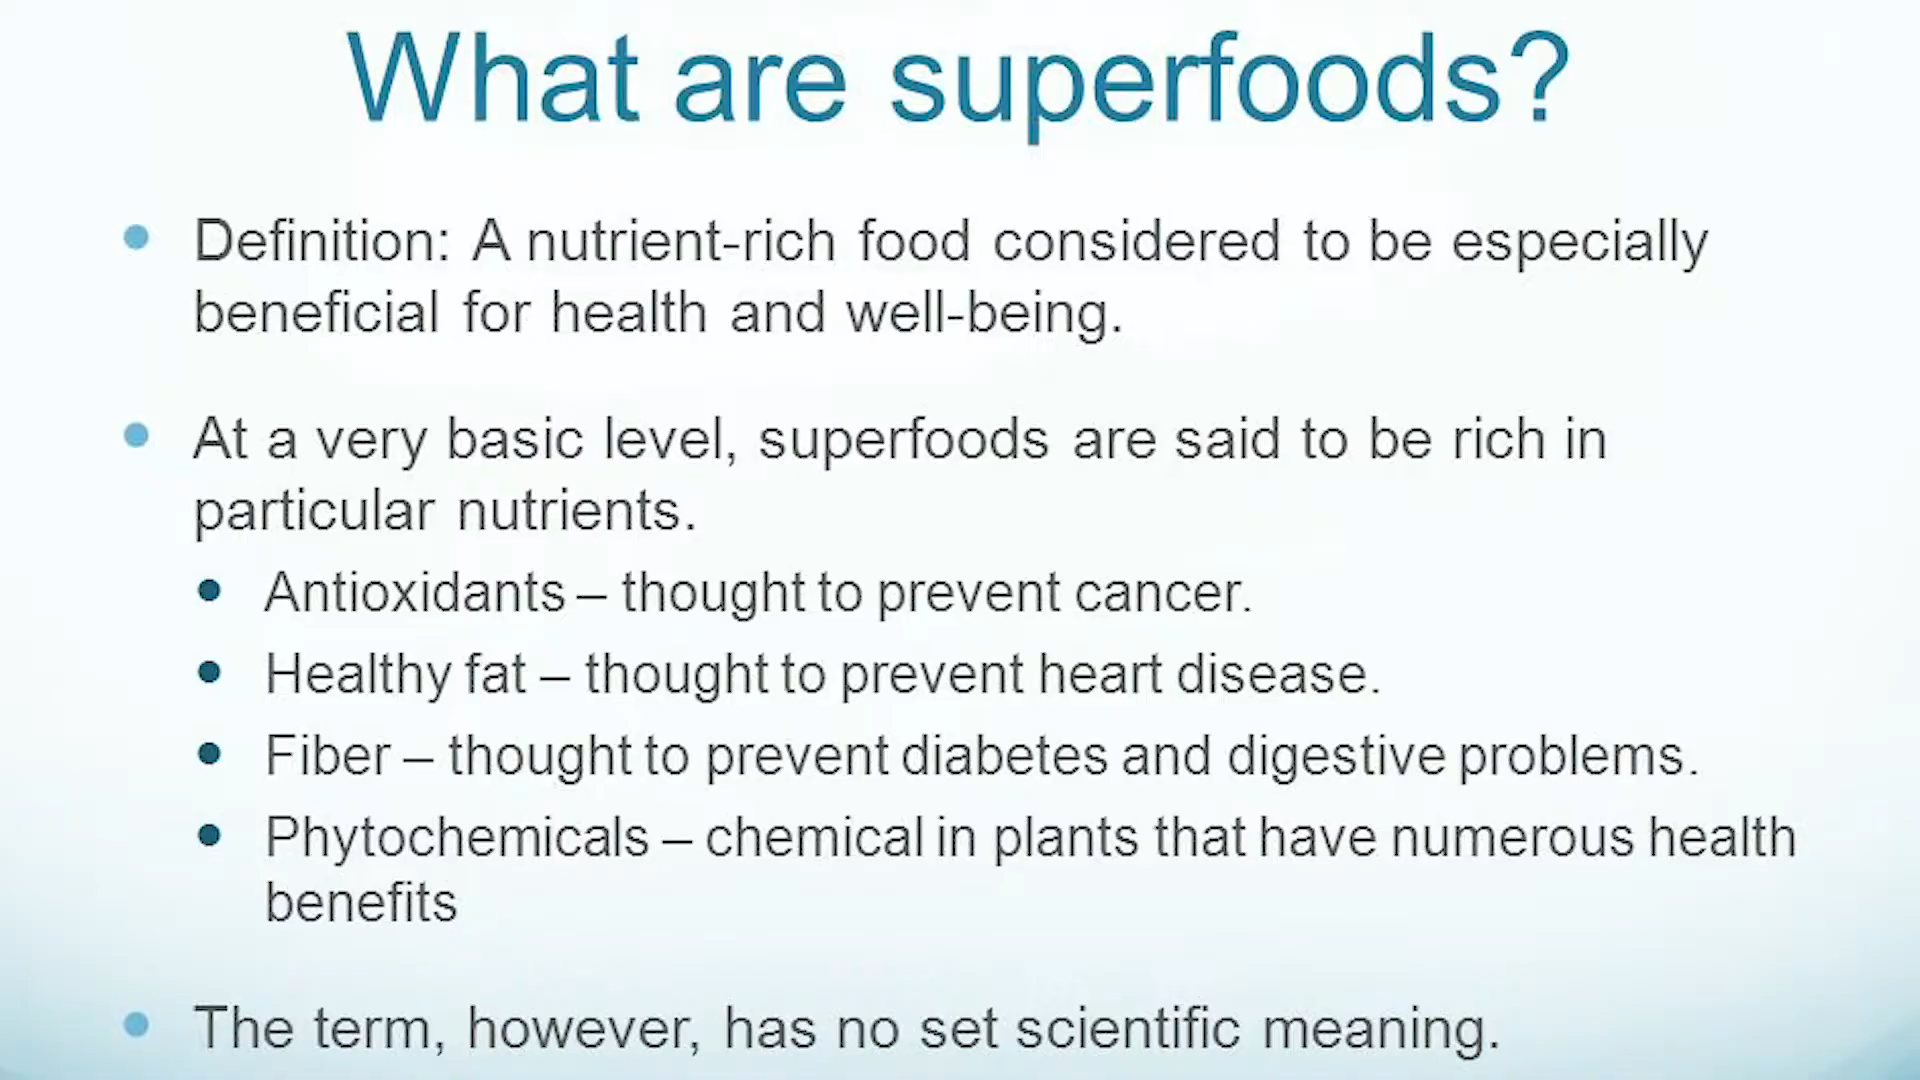 What are superfoods?
• Definition: A nutrient-rich food considered to be especially
beneficial for health and well-being.
• At a very basic level, superfoods are said to be rich in
particular nutrients.
• Antioxidants – thought to prevent cancer.
• Healthy fat – thought to prevent heart disease.
• Fiber – thought to prevent diabetes and digestive problems.
• Phytochemicals – chemical in plants that have numerous health
benefits
• The term, however, has no set scientific meaning.